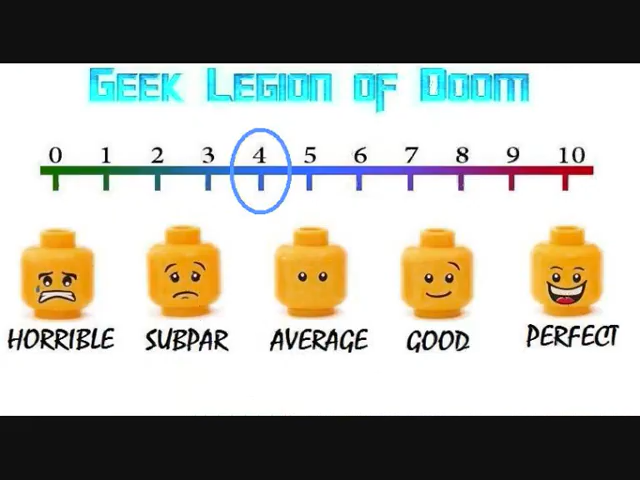 Geek Legion of Doom
0 1 2 3 4 5 6 7 8 9 10
HORRIBLE SUBPAR AVERAGE GOOD PERFECT